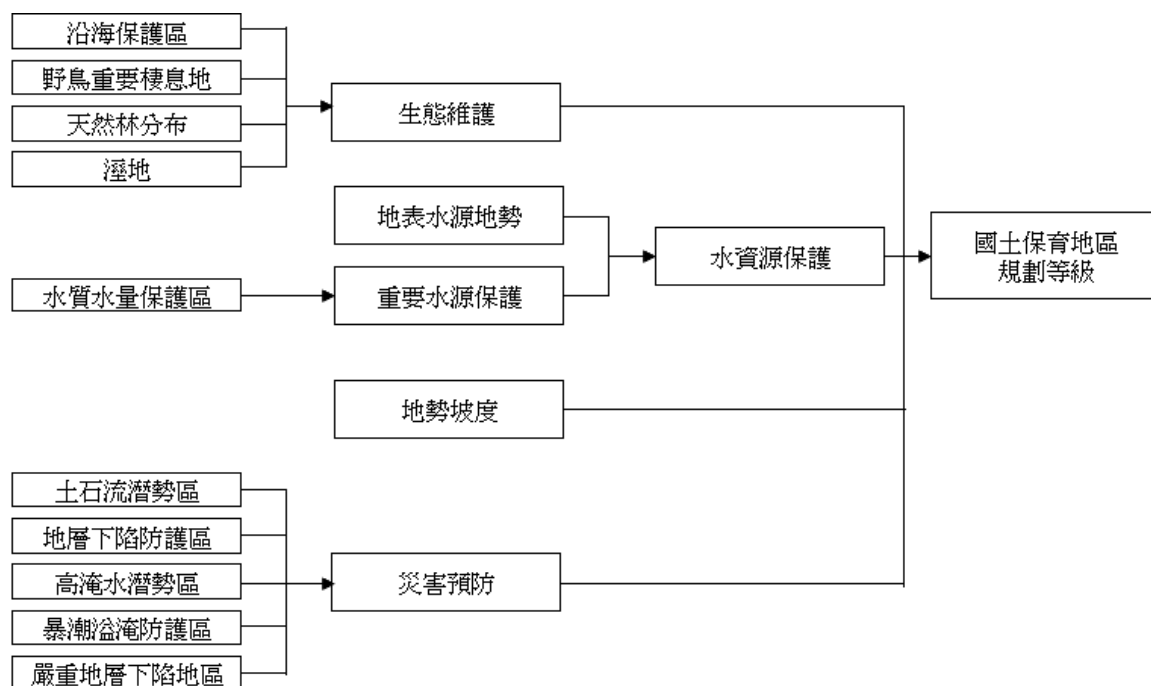 沿海保護區
野鳥重要棲息地
天然林分布
溼地
生態維護
地表水源地勢
水質水量保護區
重要水源保護
水資源保護
國土保育地區
規劃等級
地勢坡度
土石流潛勢區
地層下陷防護區
高淹水潛勢區
暴潮溢淹防護區
嚴重地層下陷地區
災害預防